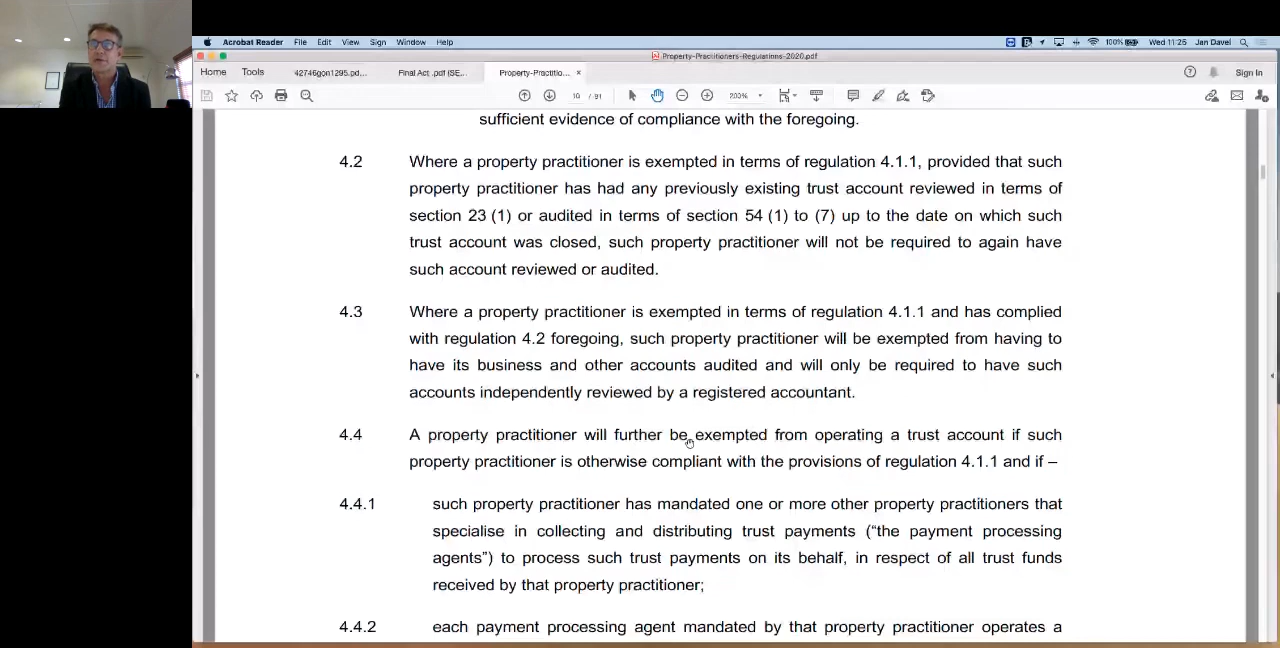 Acrobat Reader File Edit View Sign Window Help 100% Wed 11:25 Jan Davel
Property-Practitioners-Regulations-2020.pdf
Home Tools 42746gon1295.pd... Final Act .pdf (SE... Property-Practitio... × Sign In
/ 91 200%
sufficient evidence of compliance with the foregoing.
4.2 Where a property practitioner is exempted in terms of regulation 4.1.1, provided that such
property practitioner has had any previously existing trust account reviewed in terms of
section 23 (1) or audited in terms of section 54 (1) to (7) up to the date on which such
trust account was closed, such property practitioner will not be required to again have
such account reviewed or audited.
4.3 Where a property practitioner is exempted in terms of regulation 4.1.1 and has complied
with regulation 4.2 foregoing, such property practitioner will be exempted from having to
have its business and other accounts audited and will only be required to have such
accounts independently reviewed by a registered accountant.
4.4 A property practitioner will further be exempted from operating a trust account if such
property practitioner is otherwise compliant with the provisions of regulation 4.1.1 and if –
4.4.1 such property practitioner has mandated one or more other property practitioners that
specialise in collecting and distributing trust payments (“the payment processing
agents”) to process such trust payments on its behalf, in respect of all trust funds
received by that property practitioner;
4.4.2 each payment processing agent mandated by that property practitioner operates a